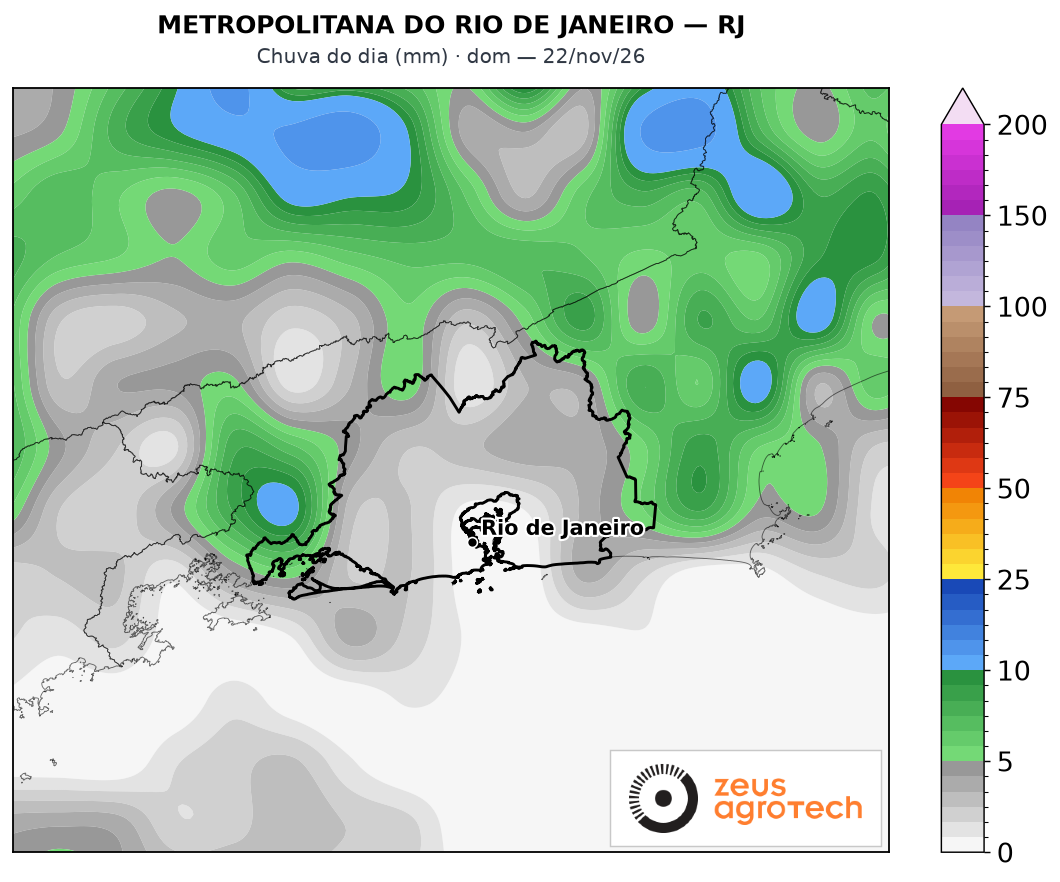 METROPOLITANA DO RIO DE JANEIRO — RJ
Chuva do dia (mm) · dom — 22/nov/26
200
150
100
75
50
25
10
5
0
Rio de Janeiro
zeus
agrotech